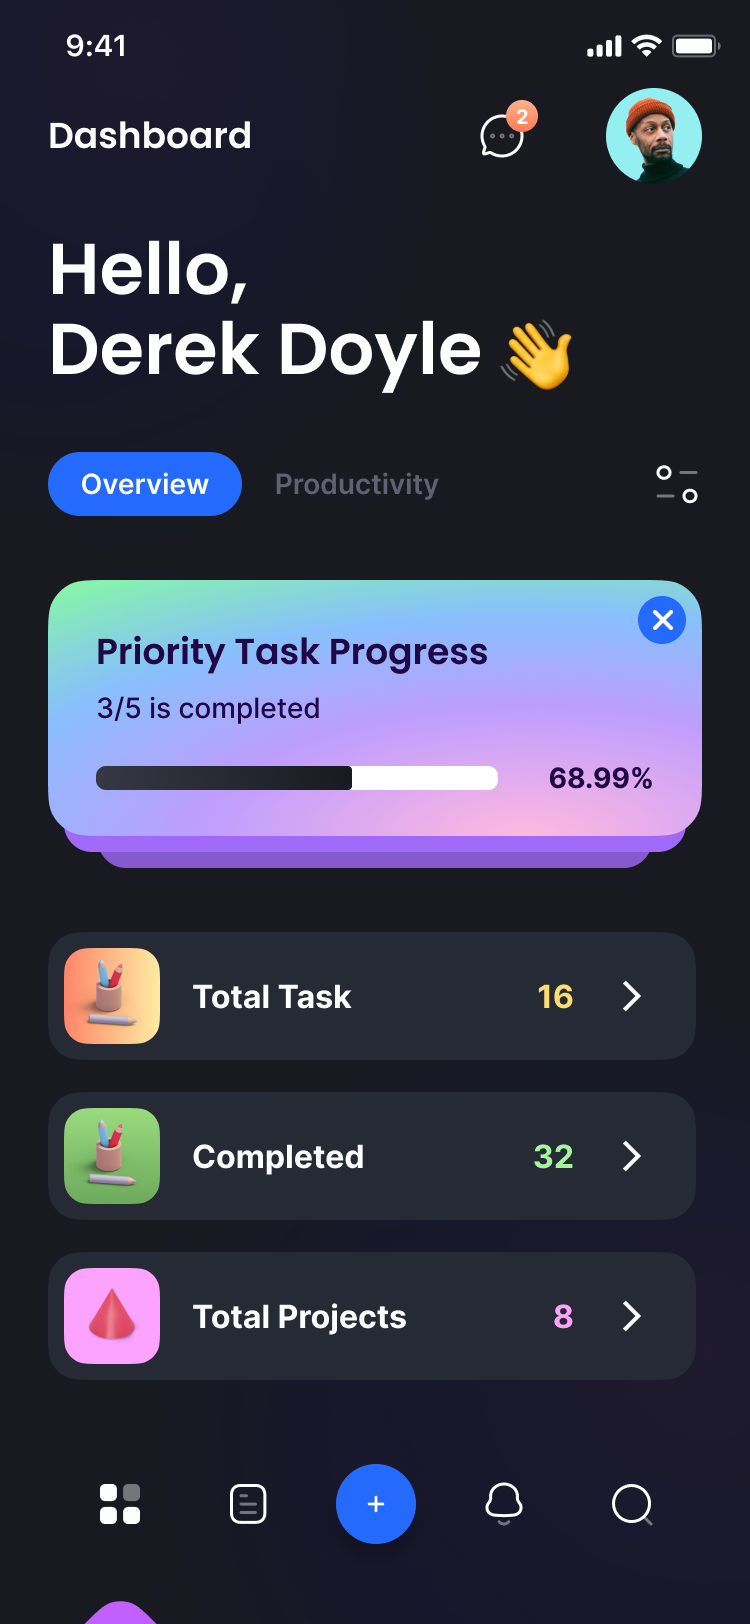 9:41
Dashboard
2
Hello,
Derek Doyle 👋
Overview
Productivity
Priority Task Progress
3/5 is completed
68.99%
Total Task
16
Completed
32
Total Projects
8